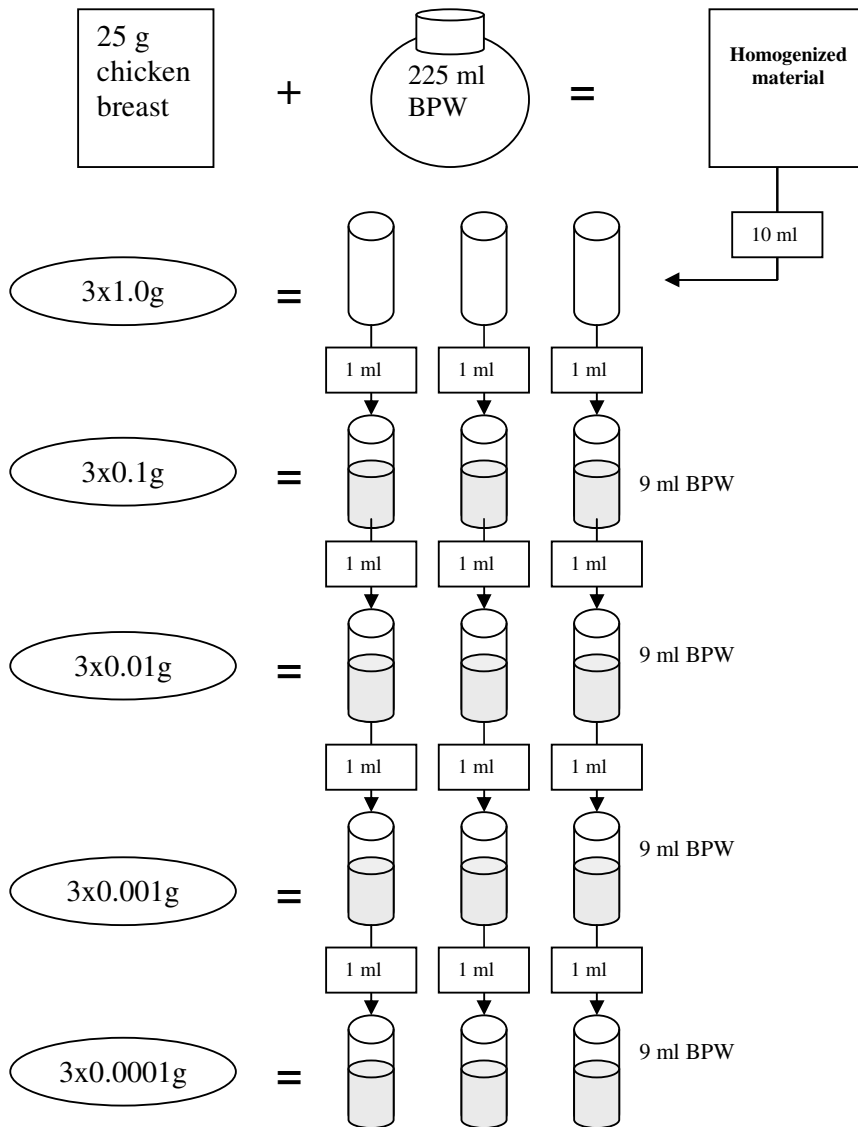 25 g
chicken
breast
+
225 ml
BPW
=
Homogenized
material
10 ml
3x1.0g
=
1 ml
1 ml
1 ml
3x0.1g
=
9 ml BPW
1 ml
1 ml
1 ml
3x0.01g
=
9 ml BPW
1 ml
1 ml
1 ml
3x0.001g
=
9 ml BPW
1 ml
1 ml
1 ml
3x0.0001g
=
9 ml BPW